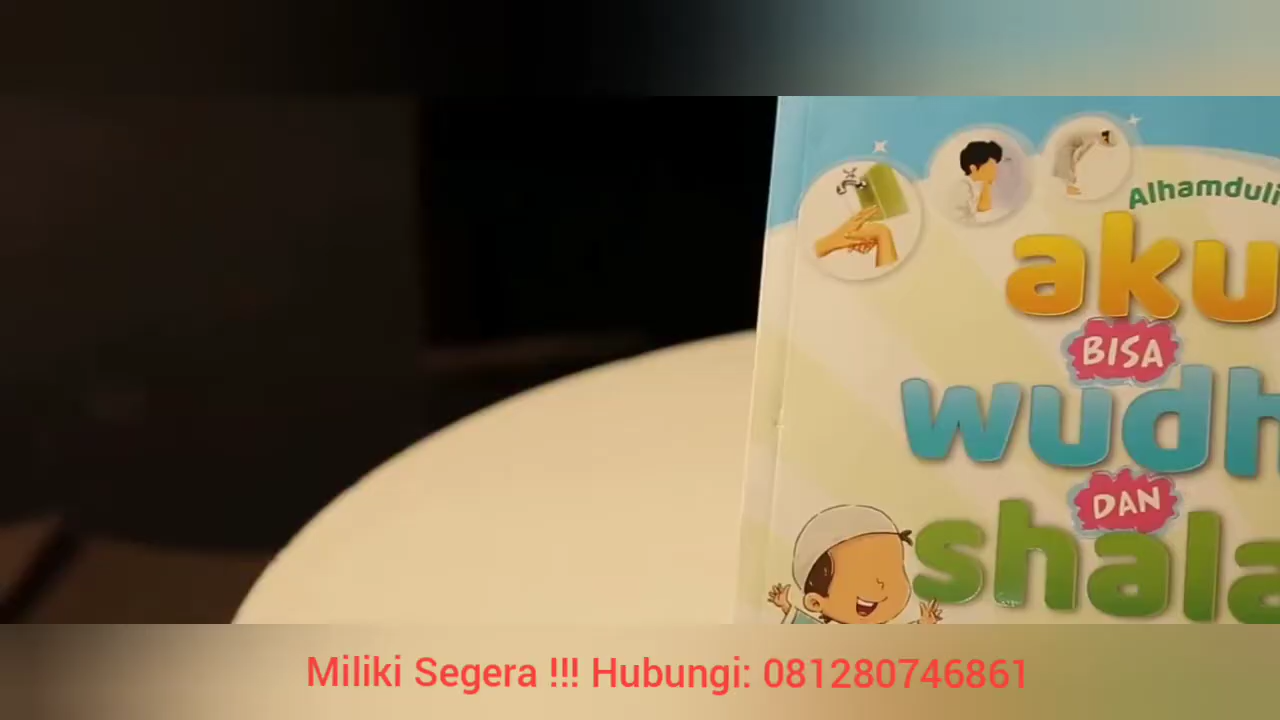 Alhamduli
aku
BISA
wudh
DAN
shala
Miliki Segera !!! Hubungi: 081280746861